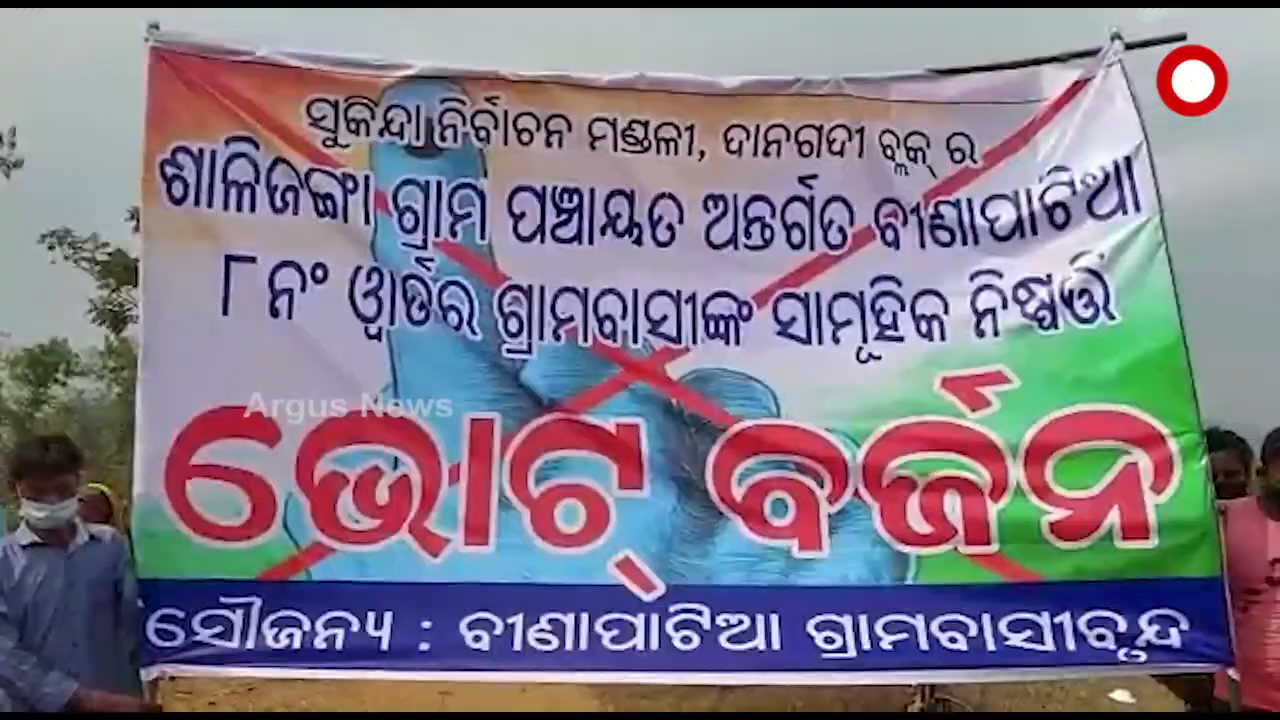 ସୁକିନ୍ଦା ନିର୍ବାଚନ ମଣ୍ଡଳୀ, ଦାନଗଦୀ ବ୍ଲକ୍ ର
ଶାଳିଜଙ୍ଗା ଗ୍ରାମ ପଞ୍ଚାୟତ ଅନ୍ତର୍ଗତ ବୀଣାପାଟିଆ
୮ ନଂ ୱାର୍ଡର ଗ୍ରାମବାସୀଙ୍କ ସାମୂହିକ ନିଷ୍ପତ୍ତି
Argus News
ଭୋଟ୍ ବର୍ଜନ
ସୌଜନ୍ୟ : ବୀଣାପାଟିଆ ଗ୍ରାମବାସୀବୃନ୍ଦ